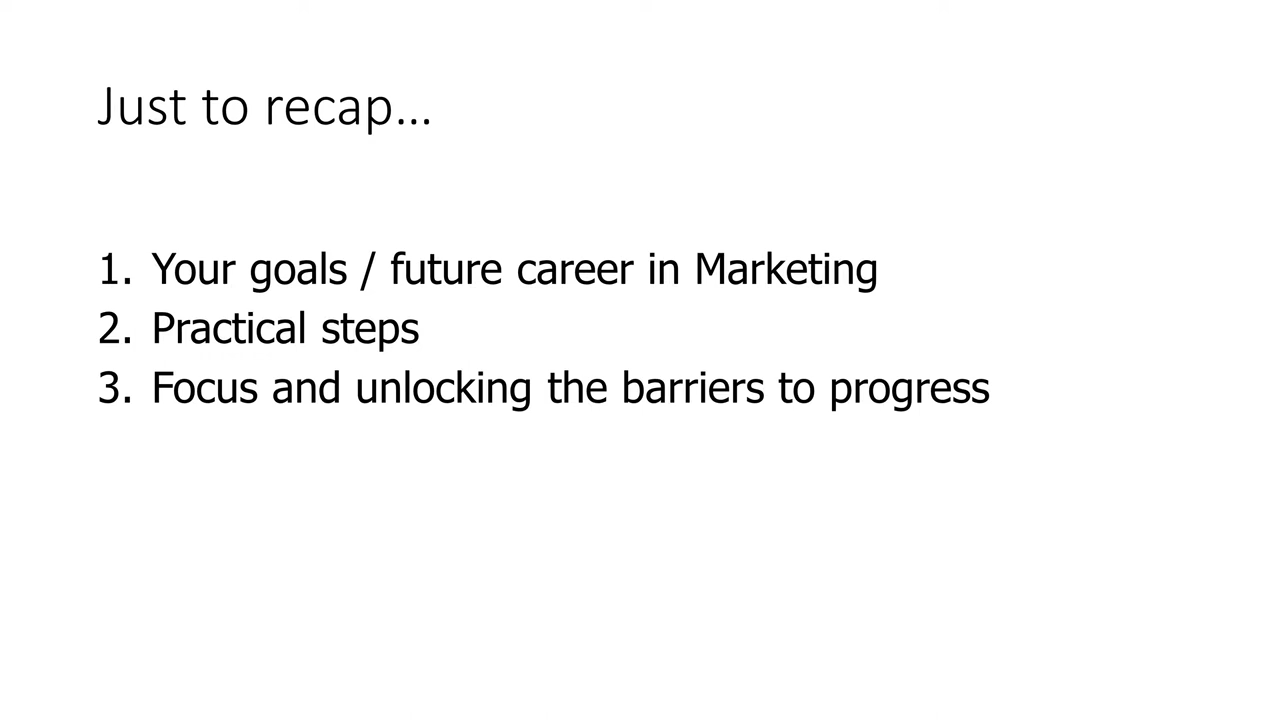 Just to recap…
1. Your goals / future career in Marketing
2. Practical steps
3. Focus and unlocking the barriers to progress